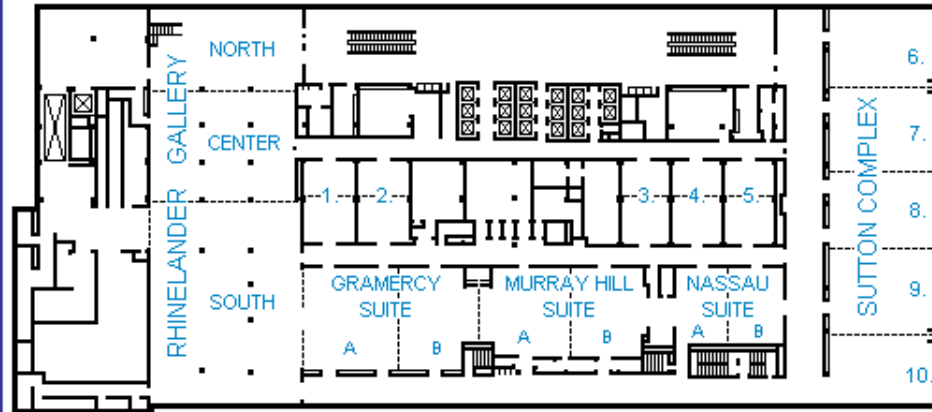 NORTH
CENTER
SOUTH
RHINELANDER GALLERY
1.
2.
3.
4.
5.
GRAMERCY
SUITE
A
B
MURRAY HILL
SUITE
A
B
NASSAU
SUITE
A
B
SUTTON COMPLEX
6.
7.
8.
9.
10.